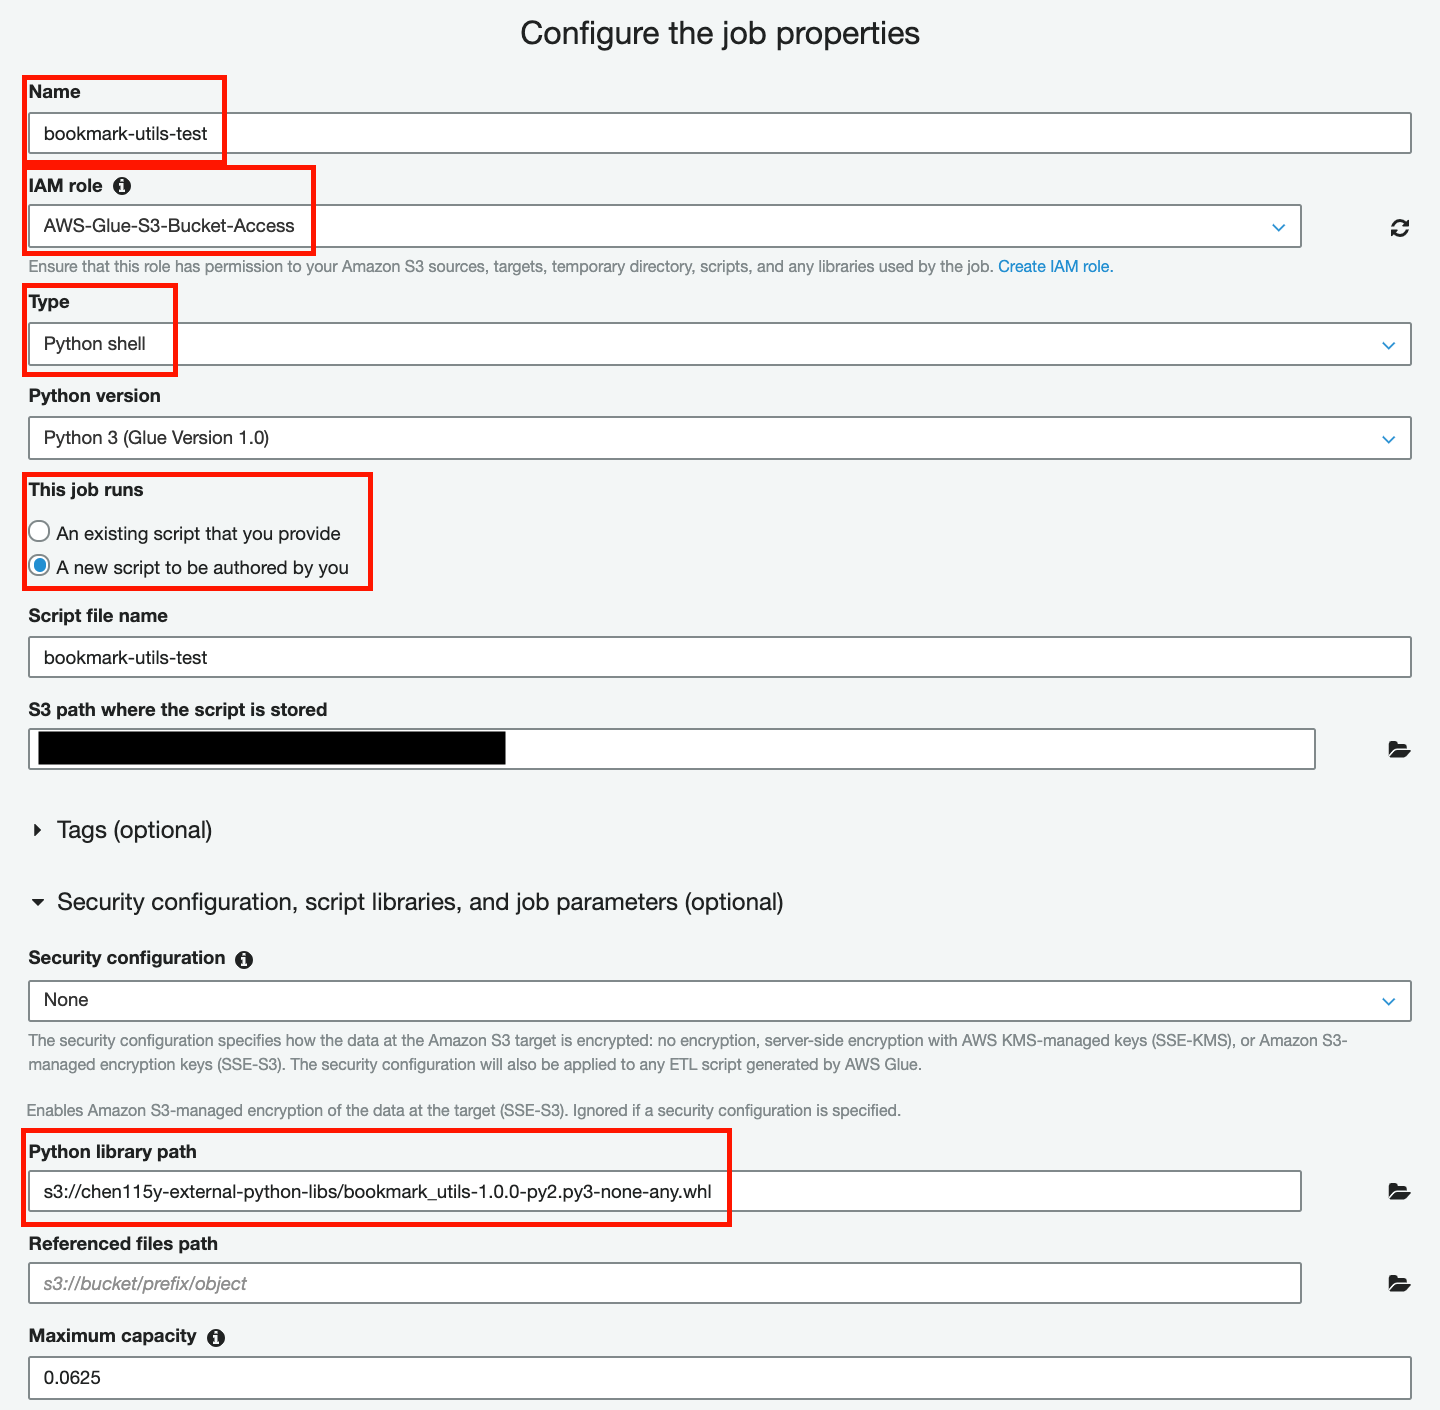 Configure the job properties
Name
bookmark-utils-test
IAM role
AWS-Glue-S3-Bucket-Access
Ensure that this role has permission to your Amazon S3 sources, targets, temporary directory, scripts, and any libraries used by the job. Create IAM role.
Type
Python shell
Python version
Python 3 (Glue Version 1.0)
This job runs
An existing script that you provide
A new script to be authored by you
Script file name
bookmark-utils-test
S3 path where the script is stored
Tags (optional)
Security configuration, script libraries, and job parameters (optional)
Security configuration
None
The security configuration specifies how the data at the Amazon S3 target is encrypted: no encryption, server-side encryption with AWS KMS-managed keys (SSE-KMS), or Amazon S3-
managed encryption keys (SSE-S3). The security configuration will also be applied to any ETL script generated by AWS Glue.
Enables Amazon S3-managed encryption of the data at the target (SSE-S3). Ignored if a security configuration is specified.
Python library path
s3://chen115y-external-python-libs/bookmark_utils-1.0.0-py2.py3-none-any.whl
Referenced files path
s3://bucket/prefix/object
Maximum capacity
0.0625